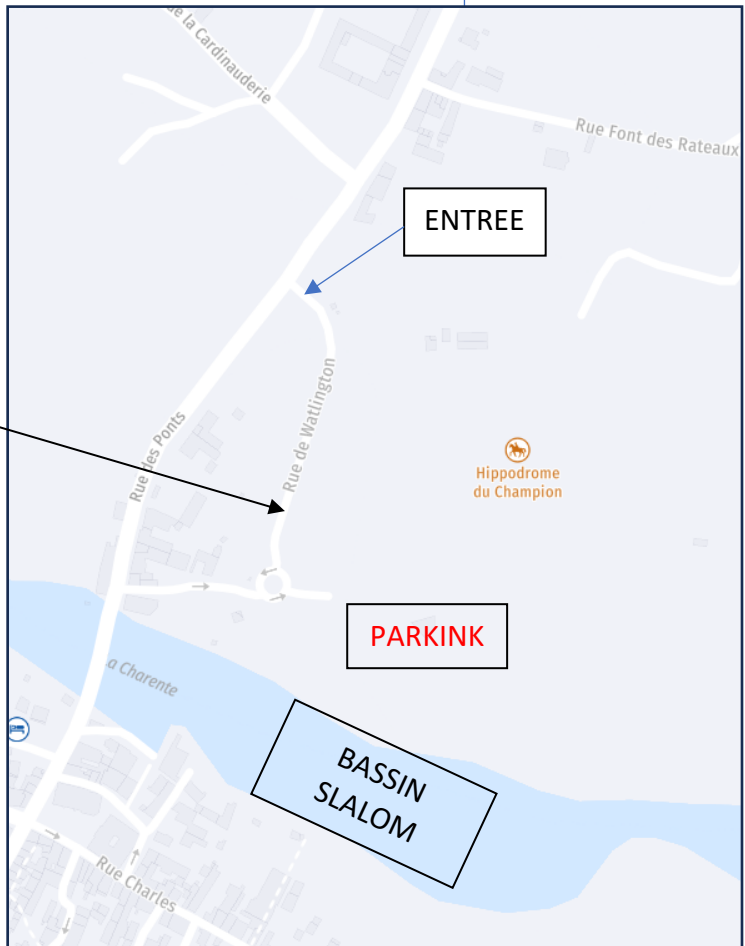 de la Cardinauderie
Rue Font des Rateaux
ENTREE
Rue des Ponts
Rue de Watlington
Hippodrome
du Champion
PARKINK
a Charente
BASSIN
SLALOM
Rue Charles